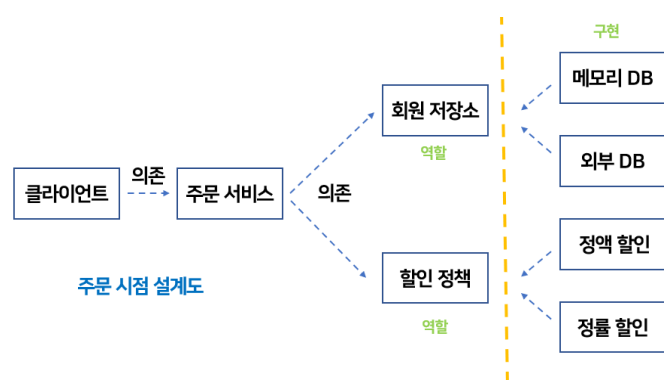 구현
메모리 DB
회원 저장소
역할
외부 DB
의존
클라이언트
주문 서비스
의존
정액 할인
할인 정책
주문 시점 설계도
역할
정률 할인